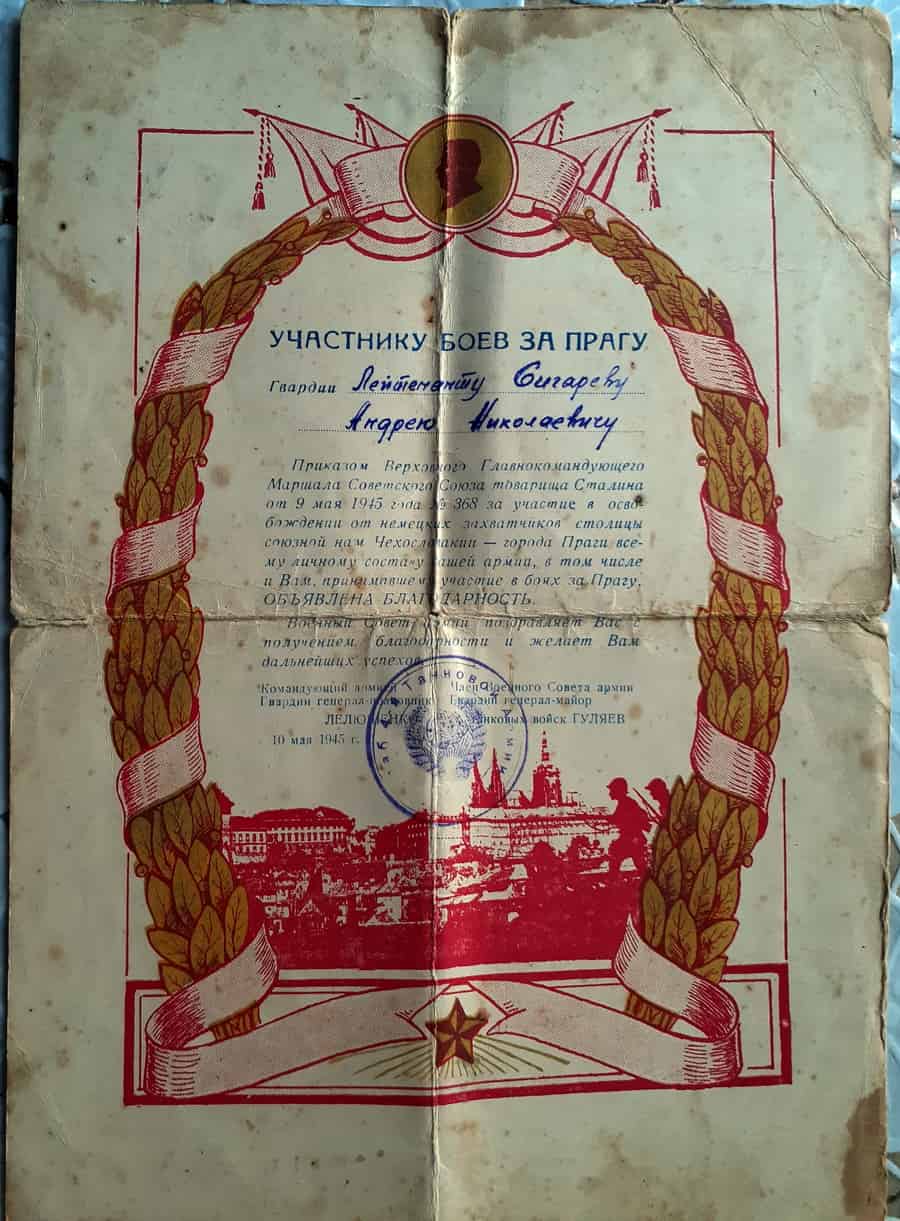 УЧАСТНИКУ БОЕВ ЗА ПРАГУ
Гвардии Лейтенанту Сигареву
Андрею Николаевичу
Приказом Верховного Главнокомандующего
Маршала Советского Союза товарища Сталина
от 9 мая 1945 года № 368 за участие в осво-
бождении от немецких захватчиков столицы
союзной нам Чехословакии — города Праги все-
му личному составу нашей армии, в том числе
и Вам, принимавшему участие в боях за Прагу,
ОБЪЯВЛЕНА БЛАГОДАРНОСТЬ.
Военный Совет армии поздравляет Вас с
получением благодарности и желает Вам
дальнейших успехов
Командующий армией Член Военного Совета армии
Гвардии генерал-полковник Гвардии генерал-майор
ЛЕЛЮШЕНКО танковых войск ГУЛЯЕВ
10 мая 1945 г.
Танковой Армии